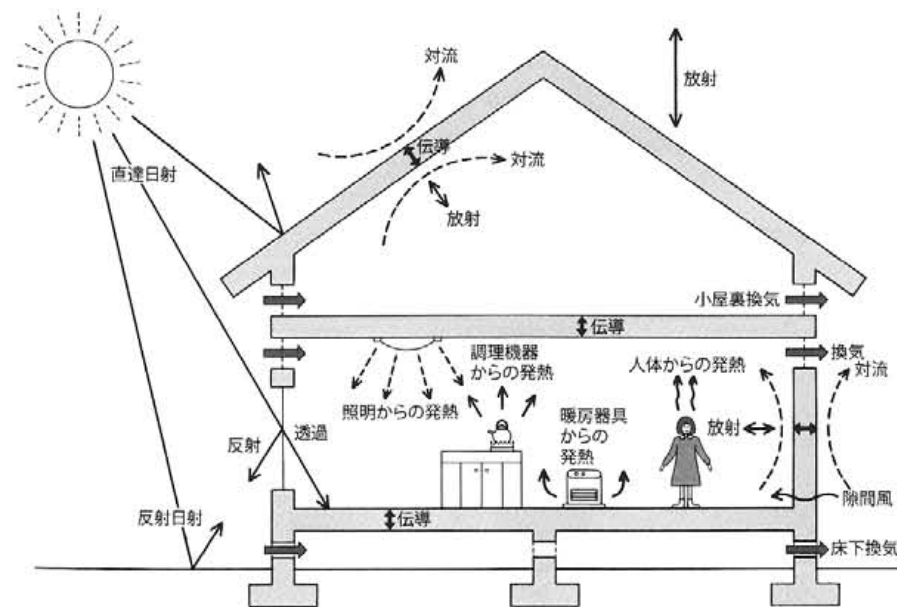 対流
放射
伝導
対流
直達日射
放射
小屋裏換気
伝導
調理機器
からの発熱
人体からの発熱
換気
対流
照明からの発熱
暖房器具
からの
発熱
放射
反射
透過
隙間風
反射日射
伝導
床下換気